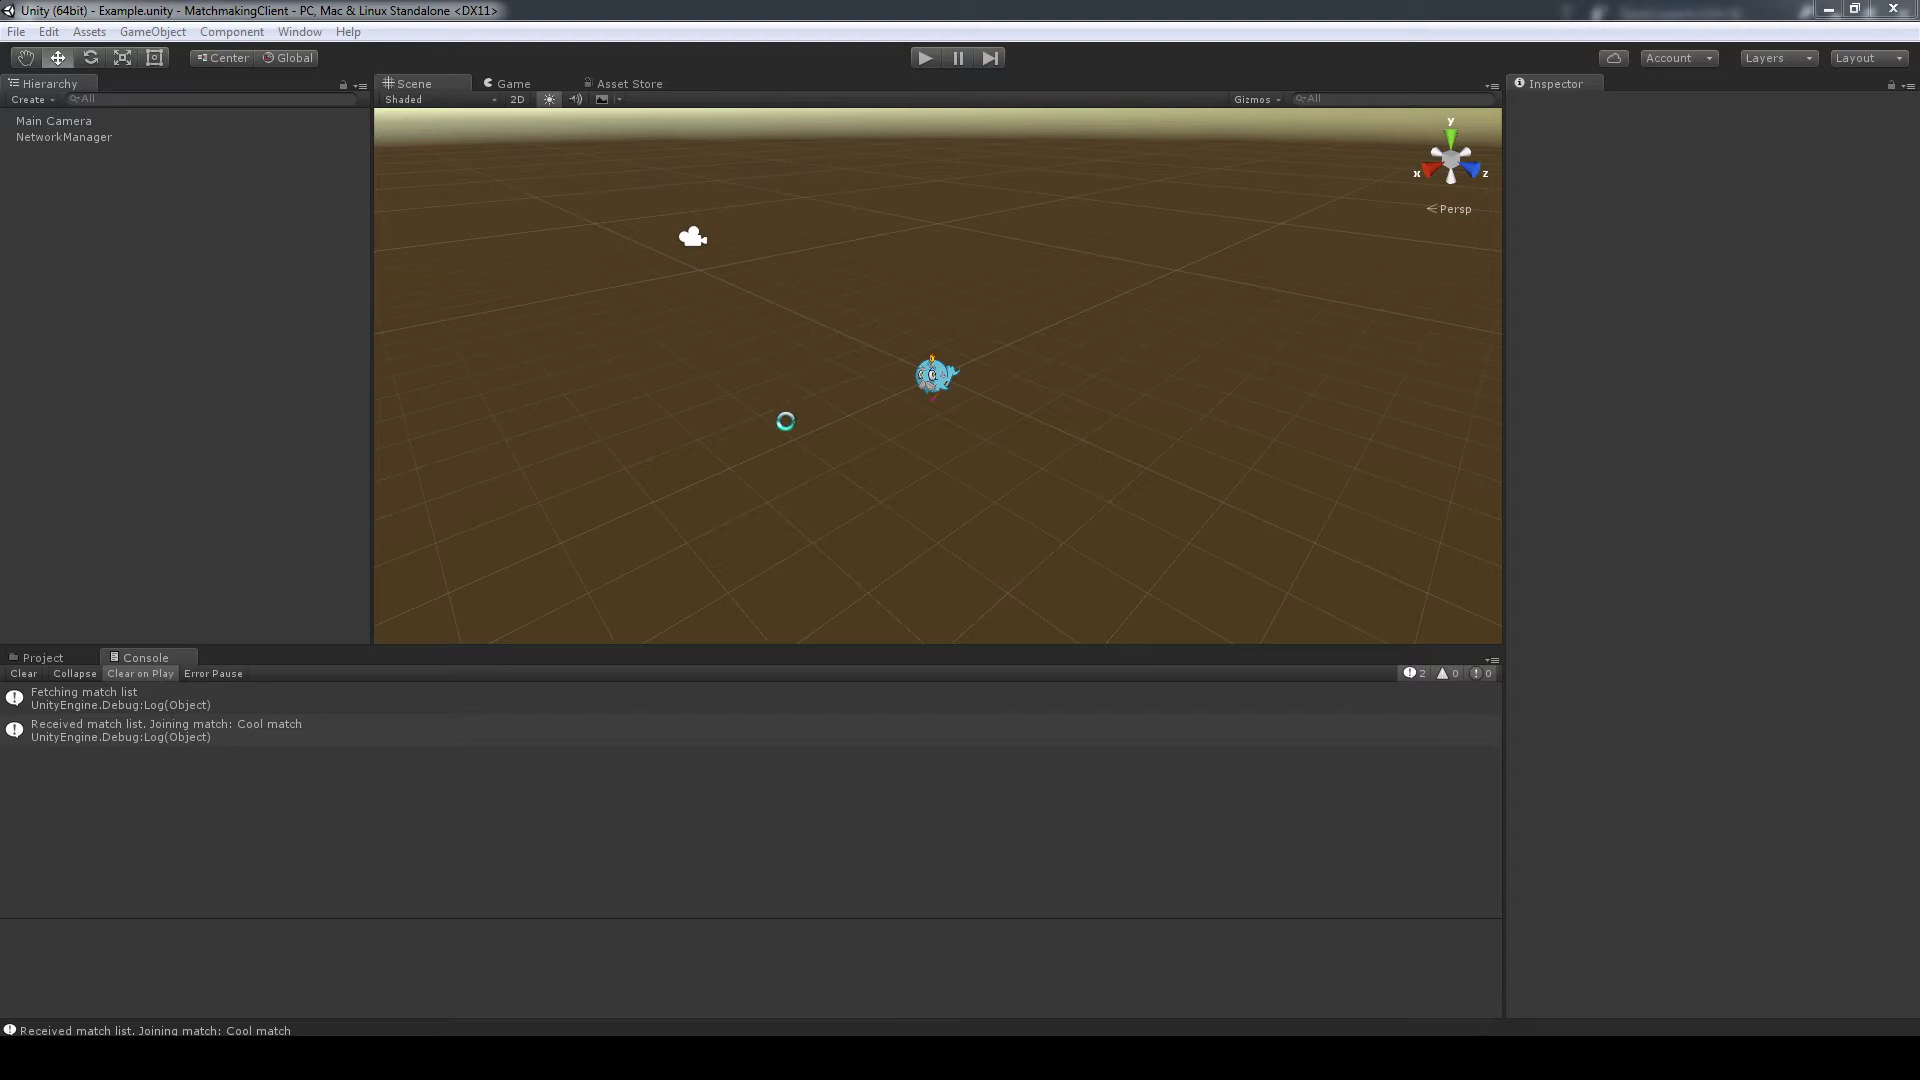 Unity (64bit) - Example.unity - MatchmakingClient - PC, Mac & Linux Standalone <DX11>
File Edit Assets GameObject Component Window Help
Center Global Account Layers Layout
Hierarchy Scene Game Asset Store Inspector
Create All Shaded 2D Gizmos All
Main Camera
NetworkManager
y
x z
Persp
Project Console
Clear Collapse Clear on Play Error Pause 2 0 0
Fetching match list
UnityEngine.Debug:Log(Object)
Received match list. Joining match: Cool match
UnityEngine.Debug:Log(Object)
Received match list. Joining match: Cool match